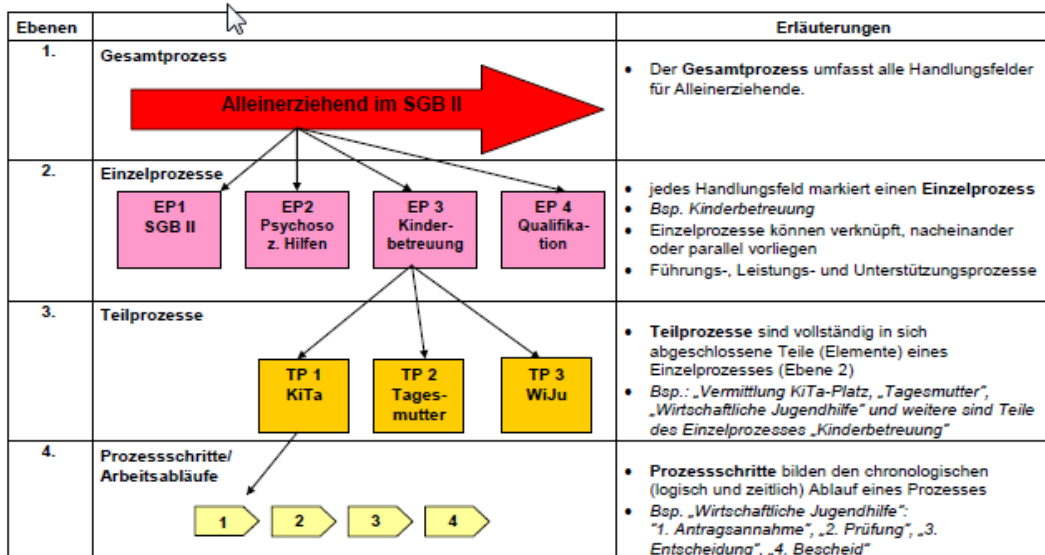 Ebenen
Erläuterungen
1.
Gesamtprozess
Alleinerziehend im SGB II
• Der Gesamtprozess umfasst alle Handlungsfelder
für Alleinerziehende.
2.
Einzelprozesse
EP1
SGB II
EP2
Psychoso
z. Hilfen
EP 3
Kinder-
betreuung
EP 4
Qualifika-
tion
• jedes Handlungsfeld markiert einen Einzelprozess
• Bsp. Kinderbetreuung
• Einzelprozesse können verknüpft, nacheinander
oder parallel vorliegen
• Führungs-, Leistungs- und Unterstützungsprozesse
3.
Teilprozesse
TP 1
KiTa
TP 2
Tages-
mutter
TP 3
WiJu
• Teilprozesse sind vollständig in sich
abgeschlossene Teile (Elemente) eines
Einzelprozesses (Ebene 2)
• Bsp.: „Vermittlung KiTa-Platz, „Tagesmutter",
„Wirtschaftliche Jugendhilfe" und weitere sind Teile
des Einzelprozesses „Kinderbetreuung"
4.
Prozessschritte/
Arbeitsabläufe
1
2
3
4
• Prozessschritte bilden den chronologischen
(logisch und zeitlich) Ablauf eines Prozesses
• Bsp. „Wirtschaftliche Jugendhilfe":
"1. Antragsannahme", „2. Prüfung", „3.
Entscheidung", „4. Bescheid"